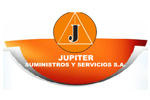 J
JUPITER
SUMINISTROS Y SERVICIOS S.A.